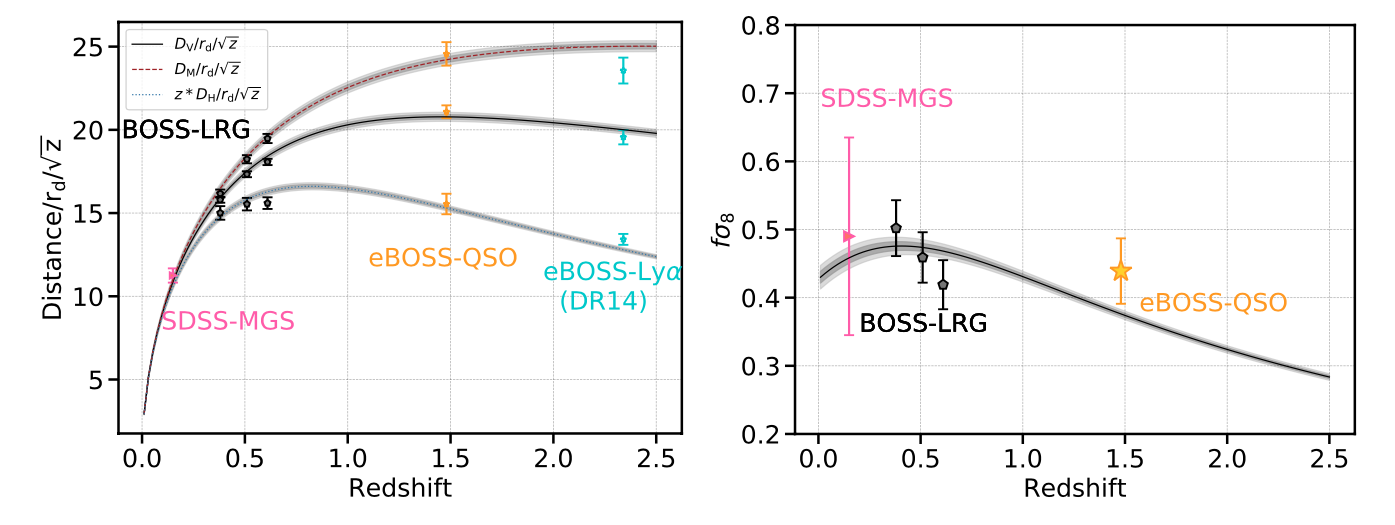 25
20
15
10
5
Distance/r_d/√z
D_V/r_d/√z
D_M/r_d/√z
z * D_H/r_d/√z
BOSS-LRG
SDSS-MGS
eBOSS-QSO
eBOSS-Lyα
(DR14)
0.0 0.5 1.0 1.5 2.0 2.5
Redshift
0.8
0.7
0.6
0.5
0.4
0.3
0.2
fσ₈
SDSS-MGS
BOSS-LRG
eBOSS-QSO
0.0 0.5 1.0 1.5 2.0 2.5
Redshift